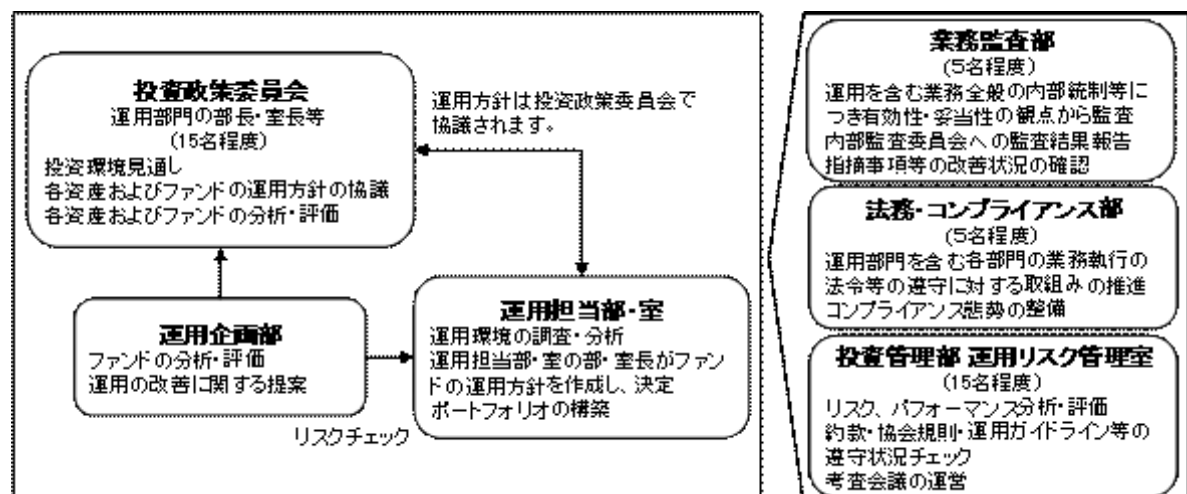 投資政策委員会
運用部門の部長・室長等
(15名程度)
投資環境見通し
各資産およびファンドの運用方針の協議
各資産およびファンドの分析・評価
運用方針は投資政策委員会で
協議されます。
運用企画部
ファンドの分析・評価
運用の改善に関する提案
リスクチェック
運用担当部・室
運用環境の調査・分析
運用担当部・室の部・室長がファン
ドの運用方針を作成し、決定
ポートフォリオの構築
業務監査部
(5名程度)
運用を含む業務全般の内部統制等に
つき有効性・妥当性の観点から監査
内部監査委員会への監査結果報告
指摘事項等の改善状況の確認
法務・コンプライアンス部
(5名程度)
運用部門を含む各部門の業務執行の
法令等の遵守に対する取組みの推進
コンプライアンス態勢の整備
投資管理部 運用リスク管理室
(15名程度)
リスク、パフォーマンス分析・評価
約款・協会規則・運用ガイドライン等の
遵守状況チェック
考査会議の運営